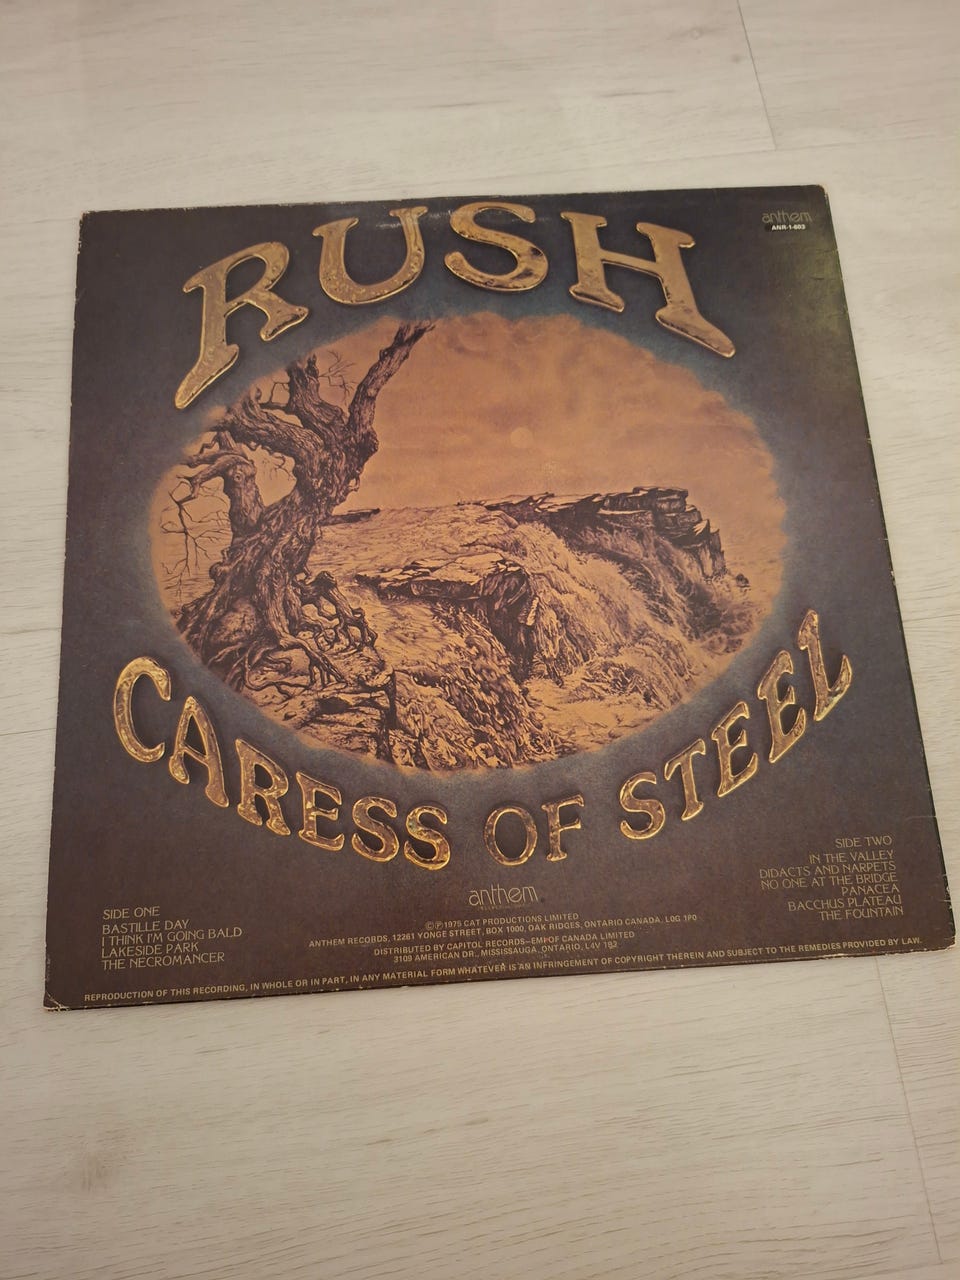 RUSH
anthem
ANR-1-603
CARESS OF STEEL
SIDE ONE
BASTILLE DAY
I THINK I'M GOING BALD
LAKESIDE PARK
THE NECROMANCER
anthem
©℗1975 CAT PRODUCTIONS LIMITED
ANTHEM RECORDS, 12261 YONGE STREET, BOX 1000, OAK RIDGES, ONTARIO CANADA, L0G 1P0
DISTRIBUTED BY CAPITOL RECORDS—EMI OF CANADA LIMITED
3109 AMERICAN DR., MISSISSAUGA, ONTARIO, L4V 1B2
SIDE TWO
IN THE VALLEY
DIDACTS AND NARPETS
NO ONE AT THE BRIDGE
PANACEA
BACCHUS PLATEAU
THE FOUNTAIN
REPRODUCTION OF THIS RECORDING, IN WHOLE OR IN PART, IN ANY MATERIAL FORM WHATEVER IS AN INFRINGEMENT OF COPYRIGHT THEREIN AND SUBJECT TO THE REMEDIES PROVIDED BY LAW.